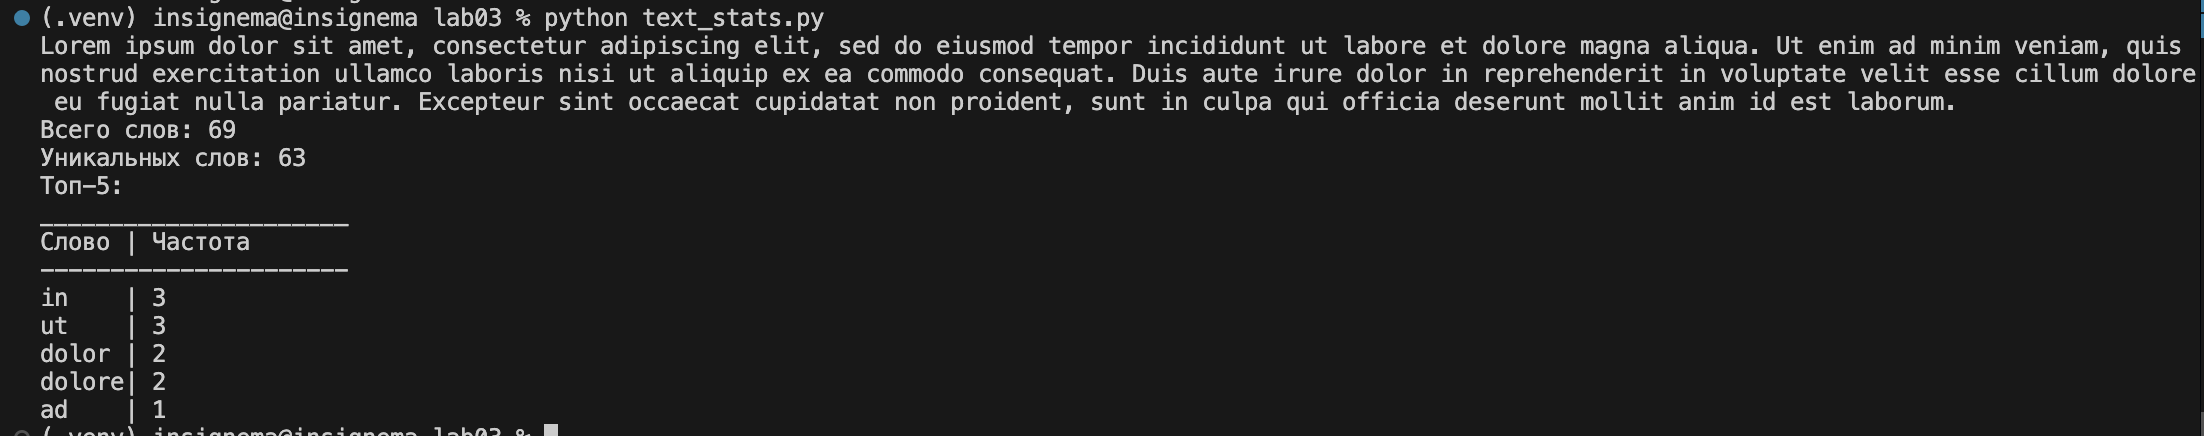 (.venv) insignema@insignema lab03 % python text_stats.py
Lorem ipsum dolor sit amet, consectetur adipiscing elit, sed do eiusmod tempor incididunt ut labore et dolore magna aliqua. Ut enim ad minim veniam, quis
nostrud exercitation ullamco laboris nisi ut aliquip ex ea commodo consequat. Duis aute irure dolor in reprehenderit in voluptate velit esse cillum dolore
eu fugiat nulla pariatur. Excepteur sint occaecat cupidatat non proident, sunt in culpa qui officia deserunt mollit anim id est laborum.
Всего слов: 69
Уникальных слов: 63
Топ-5:
______________________
Слово | Частота
----------------------
in    | 3
ut    | 3
dolor | 2
dolore| 2
ad    | 1
(.venv) insignema@insignema lab03 %